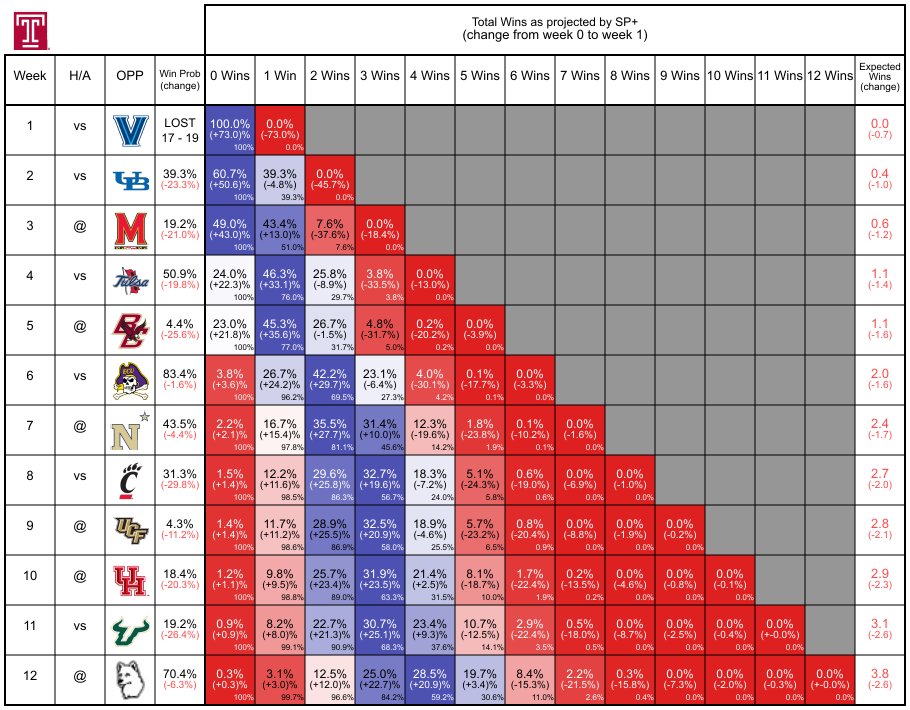 Total Wins as projected by SP+
T
(change from week 0 to week 1)
Week H/A OPP Win Prob (change) 0 Wins 1 Win 2 Wins 3 Wins 4 Wins 5 Wins 6 Wins 7 Wins 8 Wins 9 Wins 10 Wins 11 Wins 12 Wins Expected Wins (change)
1 vs V LOST 100.0% 0.0% 0.0
17 - 19 (+73.0)% (-73.0%) (-0.7)
100% 0.0%
2 vs UB 39.3% 60.7% 39.3% 0.0% 0.4
(-23.3%) (+50.6)% (-4.8%) (-45.7%) (-1.0)
100% 39.3% 0.0%
3 @ M 19.2% 49.0% 43.4% 7.6% 0.0% 0.6
(-21.0%) (+43.0)% (+13.0)% (-37.6%) (-18.4%) (-1.2)
100% 51.0% 7.6% 0.0%
4 vs Tulsa 50.9% 24.0% 46.3% 25.8% 3.8% 0.0% 1.1
(-19.8%) (+22.3)% (+33.1)% (-8.9%) (-33.5%) (-13.0%) (-1.4)
100% 76.0% 29.7% 3.8% 0.0%
5 @ BC 4.4% 23.0% 45.3% 26.7% 4.8% 0.2% 0.0% 1.1
(-25.6%) (+21.8)% (+35.6)% (-1.5%) (-31.7%) (-20.2%) (-3.9%) (-1.6)
100% 77.0% 31.7% 5.0% 0.2% 0.0%
6 vs 83.4% 3.8% 26.7% 42.2% 23.1% 4.0% 0.1% 0.0% 2.0
(-1.6%) (+3.6)% (+24.2)% (+29.7)% (-6.4%) (-30.1%) (-17.7%) (-3.3%) (-1.6)
100% 96.2% 69.5% 27.3% 4.2% 0.1% 0.0%
7 @ N 43.5% 2.2% 16.7% 35.5% 31.4% 12.3% 1.8% 0.1% 0.0% 2.4
(-4.4%) (+2.1)% (+15.4)% (+27.7)% (+10.0)% (-19.6%) (-23.8%) (-10.2%) (-1.6%) (-1.7)
100% 97.8% 81.1% 45.6% 14.2% 1.9% 0.1% 0.0%
8 vs C 31.3% 1.5% 12.2% 29.6% 32.7% 18.3% 5.1% 0.6% 0.0% 0.0% 2.7
(-29.8%) (+1.4)% (+11.6)% (+25.8)% (+19.6)% (-7.2%) (-24.3%) (-19.0%) (-6.9%) (-1.0%) (-2.0)
100% 98.5% 86.3% 56.7% 24.0% 5.8% 0.6% 0.0% 0.0%
9 @ UCF 4.3% 1.4% 11.7% 28.9% 32.5% 18.9% 5.7% 0.8% 0.0% 0.0% 0.0% 2.8
(-11.2%) (+1.4)% (+11.2)% (+25.5)% (+20.9)% (-4.6%) (-23.2%) (-20.4%) (-8.8%) (-1.9%) (-0.2%) (-2.1)
100% 98.6% 86.9% 58.0% 25.5% 6.5% 0.9% 0.0% 0.0% 0.0%
10 @ UH 18.4% 1.2% 9.8% 25.7% 31.9% 21.4% 8.1% 1.7% 0.2% 0.0% 0.0% 0.0% 2.9
(-20.3%) (+1.1)% (+9.5)% (+23.4)% (+23.5)% (+2.5)% (-18.7%) (-22.4%) (-13.5%) (-4.6%) (-0.8%) (-0.1%) (-2.3)
100% 98.8% 89.0% 63.3% 31.5% 10.0% 1.9% 0.2% 0.0% 0.0% 0.0%
11 vs 19.2% 0.9% 8.2% 22.7% 30.7% 23.4% 10.7% 2.9% 0.5% 0.0% 0.0% 0.0% 0.0% 3.1
(-26.4%) (+0.9)% (+8.0)% (+21.3)% (+25.1)% (+9.3)% (-12.5%) (-22.4%) (-18.0%) (-8.7%) (-2.5%) (-0.4%) (+-0.0%) (-2.6)
100% 99.1% 90.9% 68.3% 37.6% 14.1% 3.5% 0.5% 0.0% 0.0% 0.0% 0.0%
12 @ 70.4% 0.3% 3.1% 12.5% 25.0% 28.5% 19.7% 8.4% 2.2% 0.3% 0.0% 0.0% 0.0% 0.0% 3.8
(-6.3%) (+0.3)% (+3.0)% (+12.0)% (+22.7)% (+20.9)% (+3.4)% (-15.3%) (-21.5%) (-15.8%) (-7.3%) (-2.0%) (-0.3%) (+-0.0%) (-2.6)
100% 99.7% 96.6% 84.2% 59.2% 30.6% 11.0% 2.6% 0.4% 0.0% 0.0% 0.0% 0.0%